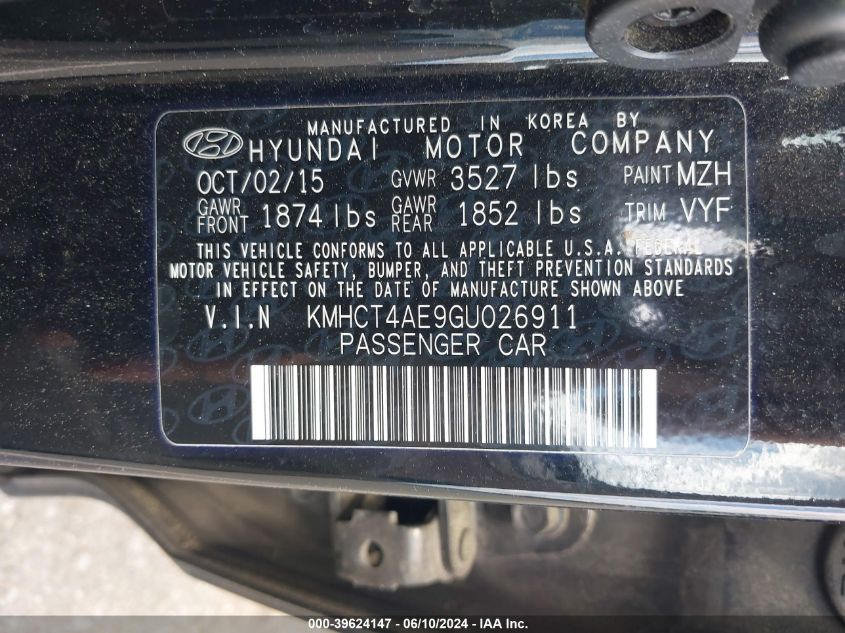 MANUFACTURED IN KOREA BY
HYUNDAI MOTOR COMPANY
OCT/02/15 GVWR 3527 lbs PAINT MZH
GAWR FRONT 1874 lbs GAWR REAR 1852 lbs TRIM VYF
THIS VEHICLE CONFORMS TO ALL APPLICABLE U.S.A. FEDERAL
MOTOR VEHICLE SAFETY, BUMPER, AND THEFT PREVENTION STANDARDS
IN EFFECT ON THE DATE OF MANUFACTURE SHOWN ABOVE
V.I.N KMHCT4AE9GU026911
PASSENGER CAR
000-39624147 - 06/10/2024 - IAA Inc.